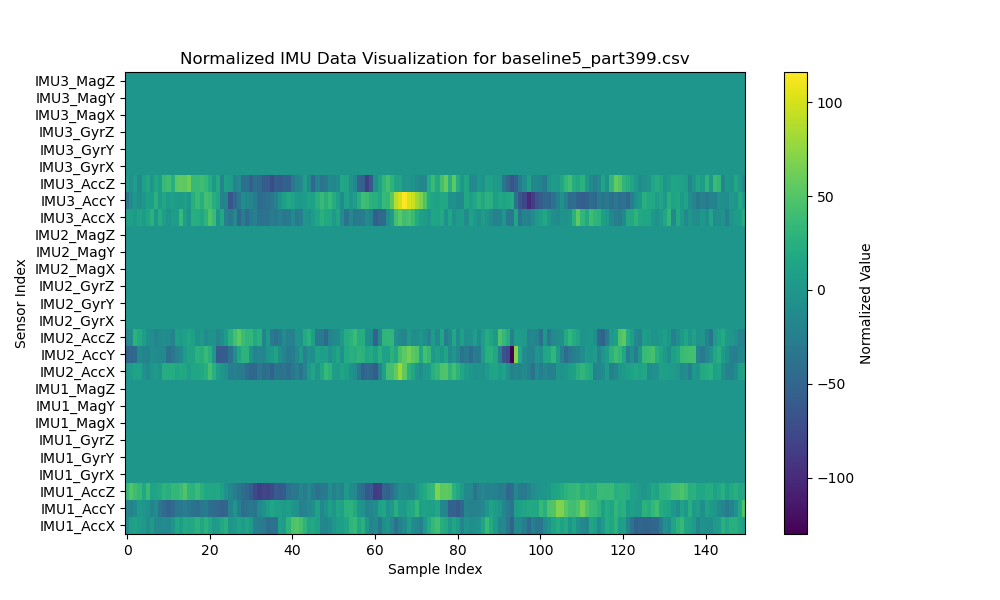 Normalized IMU Data Visualization for baseline5_part399.csv
IMU3_MagZ
IMU3_MagY
IMU3_MagX
IMU3_GyrZ
IMU3_GyrY
IMU3_GyrX
IMU3_AccZ
IMU3_AccY
IMU3_AccX
IMU2_MagZ
IMU2_MagY
IMU2_MagX
IMU2_GyrZ
IMU2_GyrY
IMU2_GyrX
IMU2_AccZ
IMU2_AccY
IMU2_AccX
IMU1_MagZ
IMU1_MagY
IMU1_MagX
IMU1_GyrZ
IMU1_GyrY
IMU1_GyrX
IMU1_AccZ
IMU1_AccY
IMU1_AccX
Sensor Index
0 20 40 60 80 100 120 140
Sample Index
100
50
0
−50
−100
Normalized Value